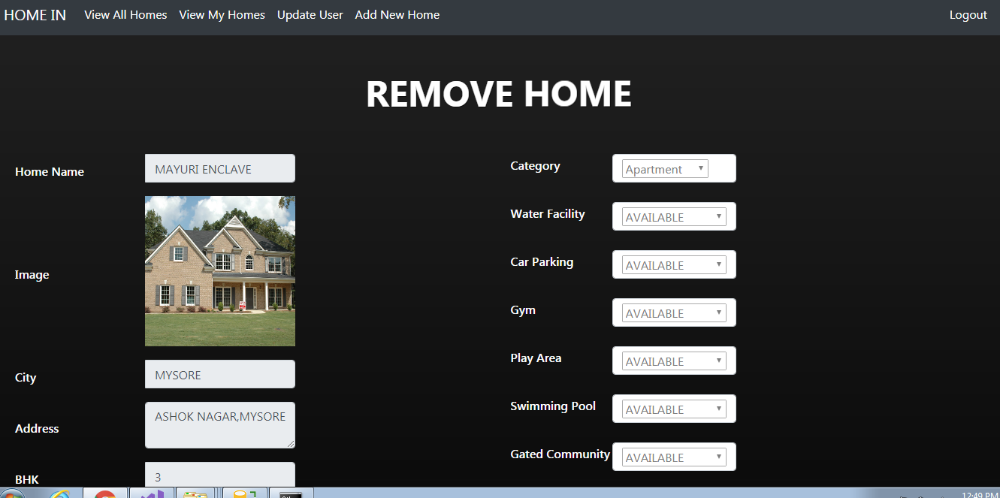 HOME IN View All Homes View My Homes Update User Add New Home Logout
REMOVE HOME
Home Name MAYURI ENCLAVE
Image
City MYSORE
Address ASHOK NAGAR,MYSORE
BHK 3
Category Apartment
Water Facility AVAILABLE
Car Parking AVAILABLE
Gym AVAILABLE
Play Area AVAILABLE
Swimming Pool AVAILABLE
Gated Community AVAILABLE
12:49 PM